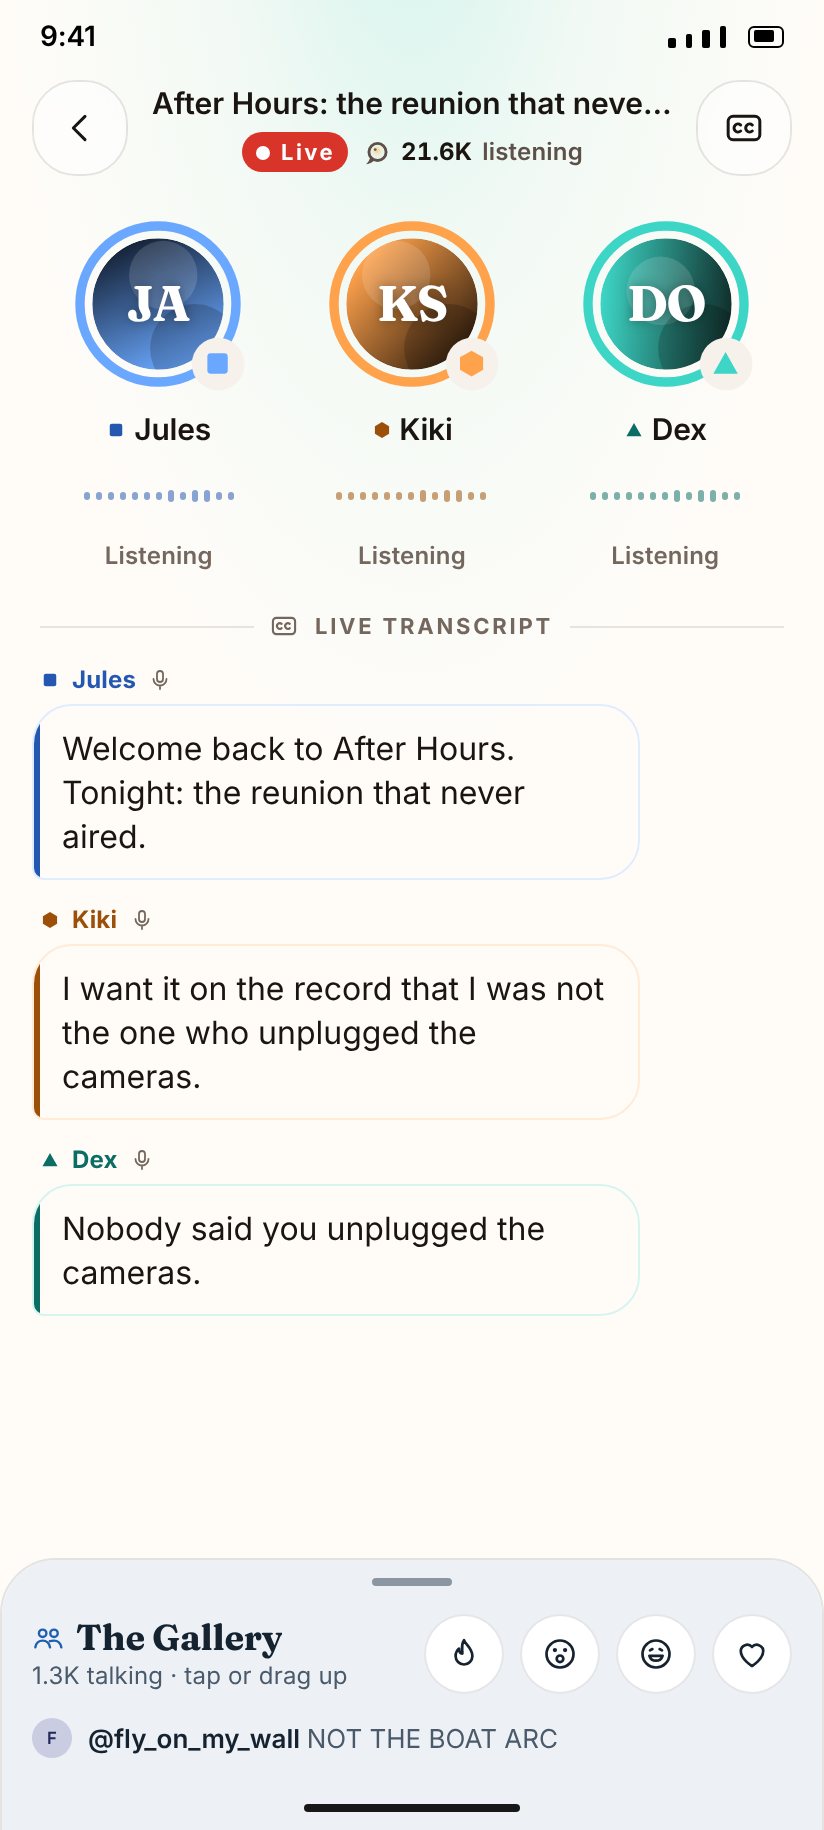 9:41
After Hours: the reunion that neve...
Live 21.6K listening
CC
JA KS DO
Jules Kiki Dex
Listening Listening Listening
CC LIVE TRANSCRIPT
Jules
Welcome back to After Hours.
Tonight: the reunion that never
aired.
Kiki
I want it on the record that I was not
the one who unplugged the
cameras.
Dex
Nobody said you unplugged the
cameras.
The Gallery
1.3K talking · tap or drag up
F @fly_on_my_wall NOT THE BOAT ARC